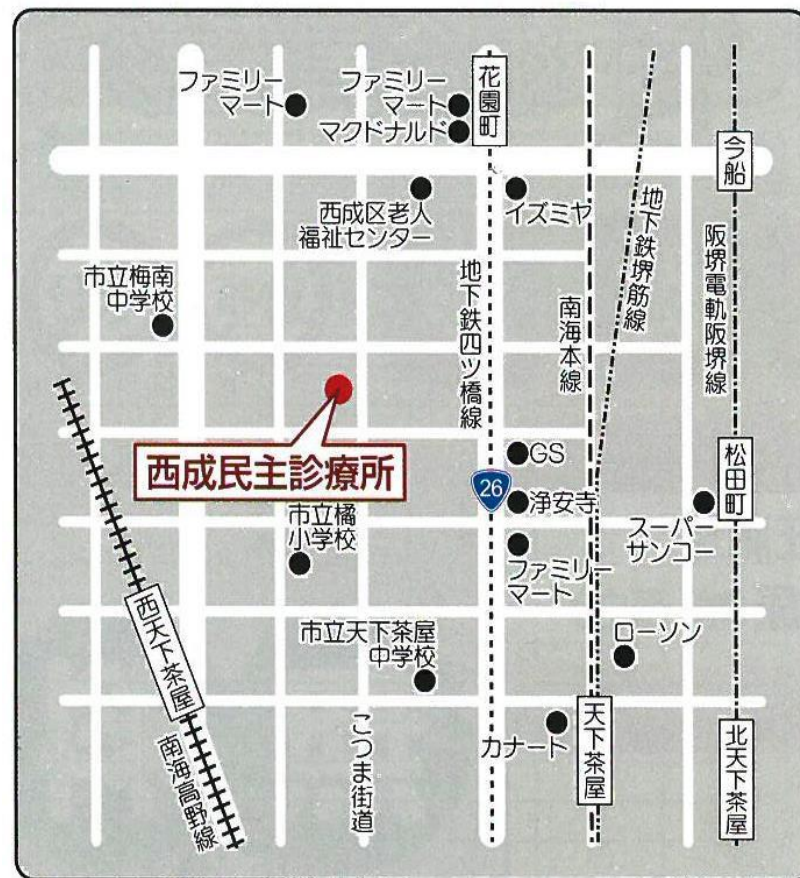 ファミリー
マート
ファミリー
マート
マクドナルド
花園町
今船
西成区老人
福祉センター
イズミヤ
地下鉄堺筋線
阪堺電軌阪堺線
市立梅南
中学校
地下鉄四ツ橋線
南海本線
西成民主診療所
GS
26
浄安寺
松田町
スーパー
サンコー
市立橘
小学校
ファミリー
マート
西天下茶屋
市立天下茶屋
中学校
ローソン
南海高野線
こつま街道
カナート
天下茶屋
北天下茶屋